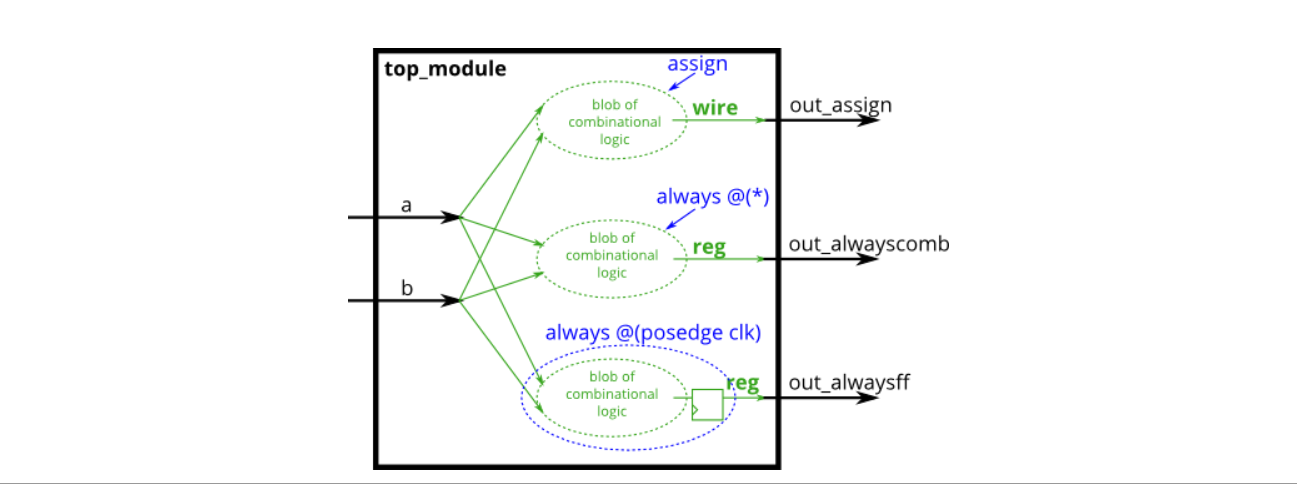 top_module
assign
blob of
combinational
logic
wire
out_assign
a
always @(*)
blob of
combinational
logic
reg
out_alwayscomb
b
always @(posedge clk)
blob of
combinational
logic
reg
out_alwaysff